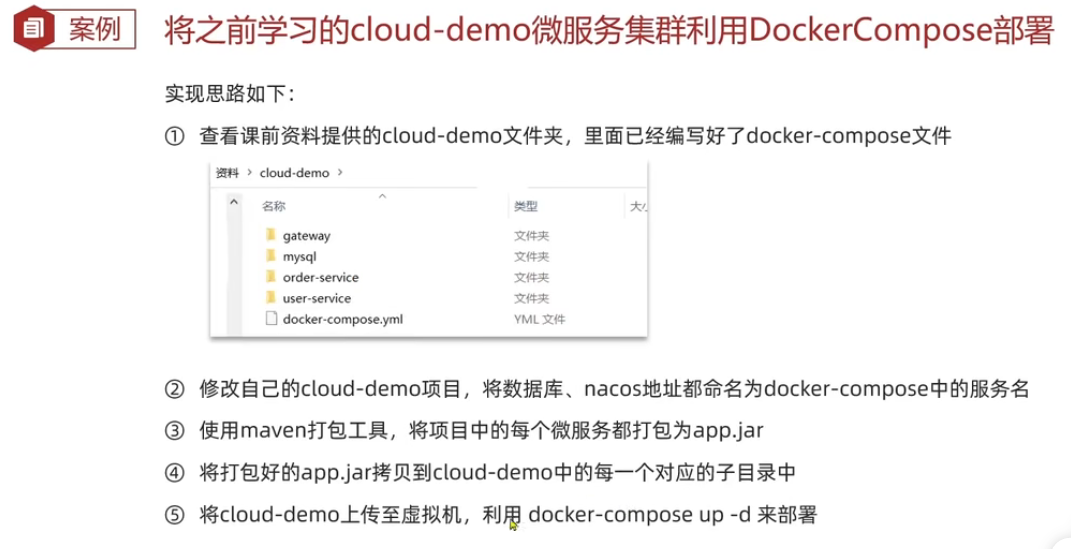 案例
将之前学习的cloud-demo微服务集群利用DockerCompose部署
实现思路如下：
① 查看课前资料提供的cloud-demo文件夹，里面已经编写好了docker-compose文件
资料 > cloud-demo >
名称 类型 大小
gateway 文件夹
mysql 文件夹
order-service 文件夹
user-service 文件夹
docker-compose.yml YML 文件
② 修改自己的cloud-demo项目，将数据库、nacos地址都命名为docker-compose中的服务名
③ 使用maven打包工具，将项目中的每个微服务都打包为app.jar
④ 将打包好的app.jar拷贝到cloud-demo中的每一个对应的子目录中
⑤ 将cloud-demo上传至虚拟机，利用 docker-compose up -d 来部署